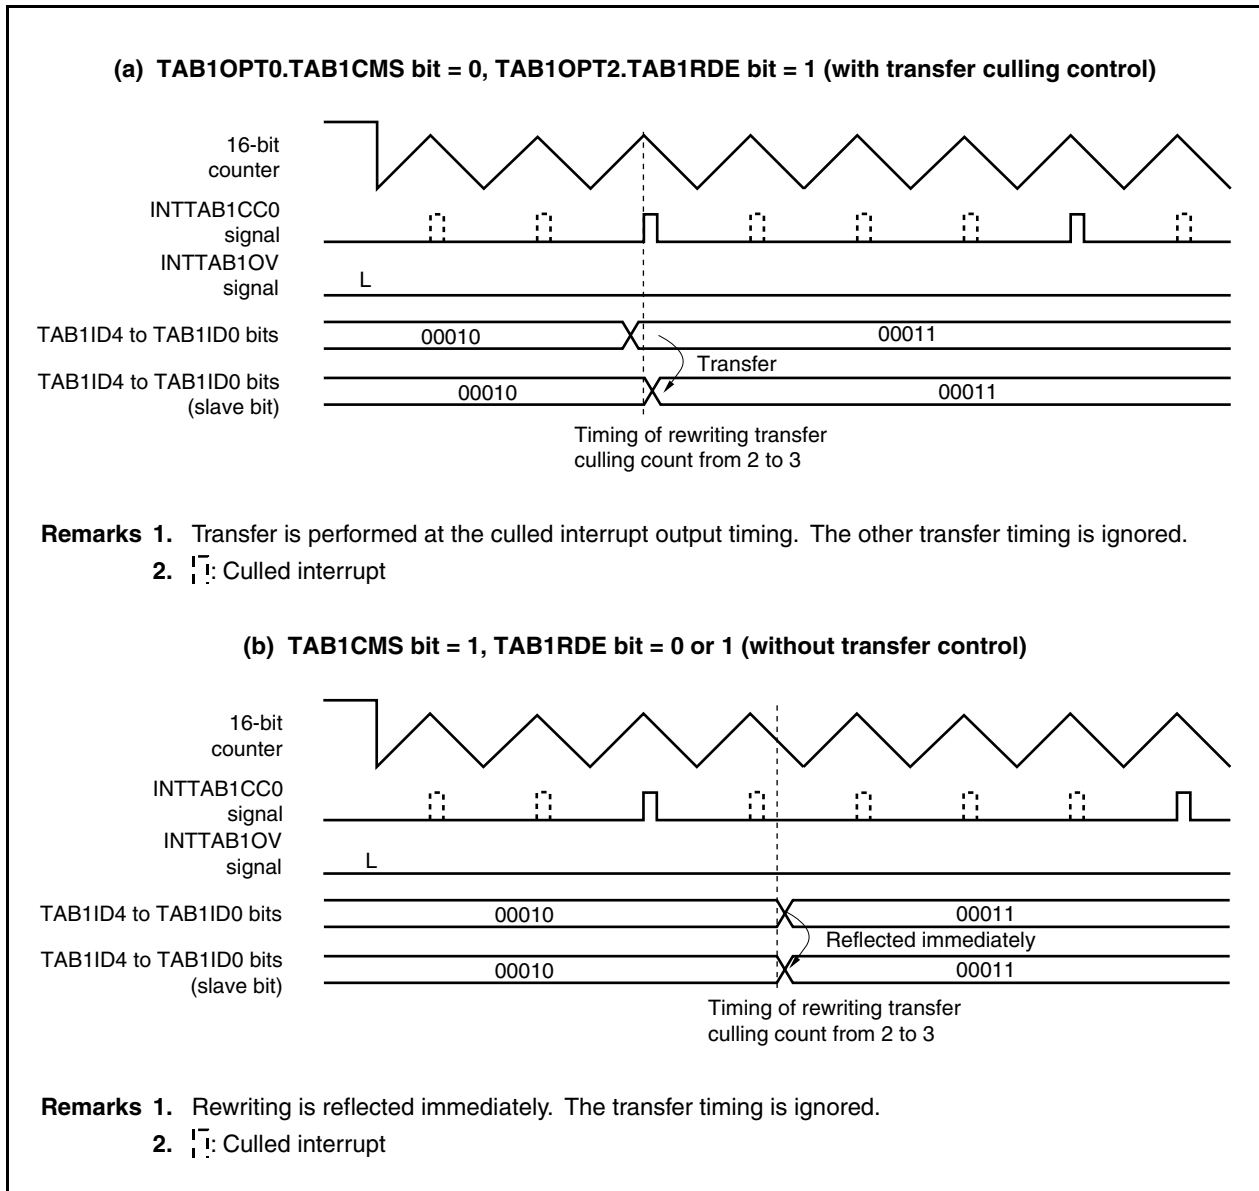 (a) TAB1OPT0.TAB1CMS bit = 0, TAB1OPT2.TAB1RDE bit = 1 (with transfer culling control)
16-bit
counter
INTTAB1CC0
signal
INTTAB1OV
signal
L
TAB1ID4 to TAB1ID0 bits
00010
00011
Transfer
TAB1ID4 to TAB1ID0 bits
(slave bit)
00010
00011
Timing of rewriting transfer
culling count from 2 to 3
Remarks 1. Transfer is performed at the culled interrupt output timing. The other transfer timing is ignored.
2. : Culled interrupt
(b) TAB1CMS bit = 1, TAB1RDE bit = 0 or 1 (without transfer control)
16-bit
counter
INTTAB1CC0
signal
INTTAB1OV
signal
L
TAB1ID4 to TAB1ID0 bits
00010
00011
Reflected immediately
TAB1ID4 to TAB1ID0 bits
(slave bit)
00010
00011
Timing of rewriting transfer
culling count from 2 to 3
Remarks 1. Rewriting is reflected immediately. The transfer timing is ignored.
2. : Culled interrupt